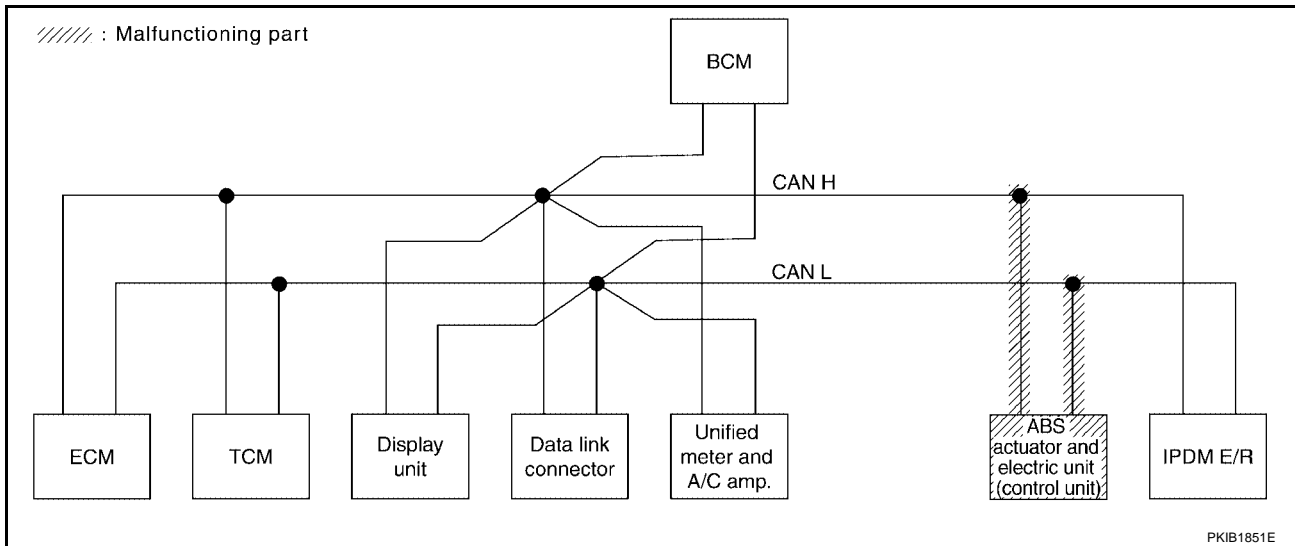 : Malfunctioning part
BCM
CAN H
CAN L
ECM
TCM
Display
unit
Data link
connector
Unified
meter and
A/C amp.
ABS
actuator and
electric unit
(control unit)
IPDM E/R
PKIB1851E